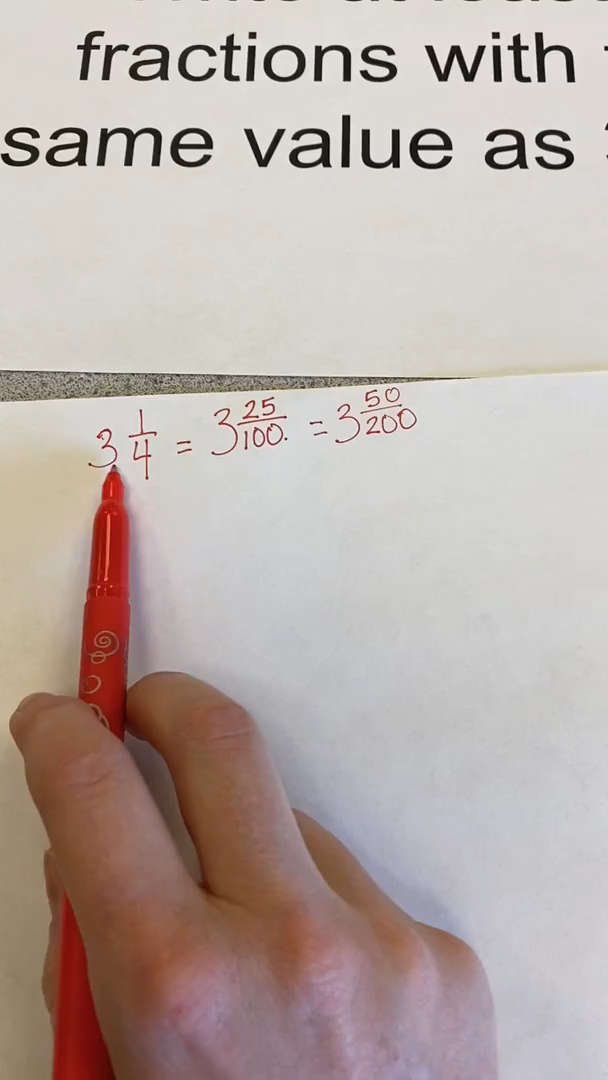 fractions with
same value as
3 1/4 = 3 25/100. = 3 50/200